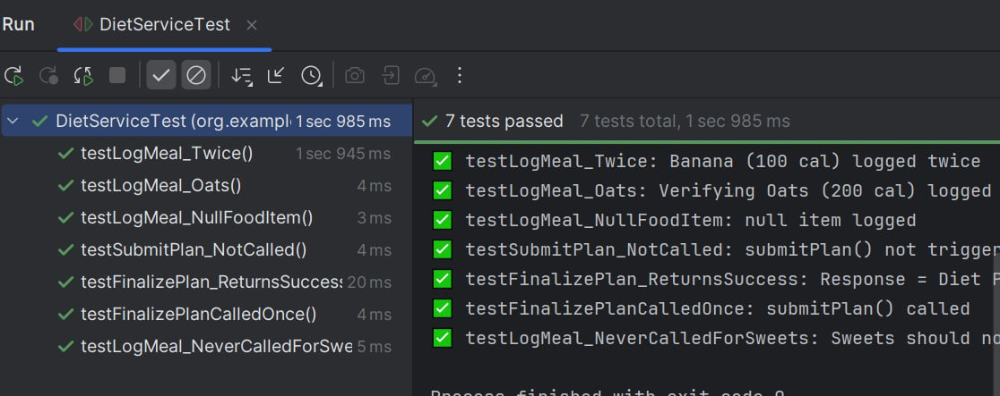 Run DietServiceTest
DietServiceTest (org.exampl 1 sec 985 ms
testLogMeal_Twice() 1 sec 945 ms
testLogMeal_Oats() 4 ms
testLogMeal_NullFoodItem() 3 ms
testSubmitPlan_NotCalled() 4 ms
testFinalizePlan_ReturnsSuccess 20 ms
testFinalizePlanCalledOnce() 4 ms
testLogMeal_NeverCalledForSwe 5 ms
7 tests passed 7 tests total, 1 sec 985 ms
testLogMeal_Twice: Banana (100 cal) logged twice
testLogMeal_Oats: Verifying Oats (200 cal) logged
testLogMeal_NullFoodItem: null item logged
testSubmitPlan_NotCalled: submitPlan() not trigger
testFinalizePlan_ReturnsSuccess: Response = Diet P
testFinalizePlanCalledOnce: submitPlan() called
testLogMeal_NeverCalledForSweets: Sweets should no
Process finished with exit code 0